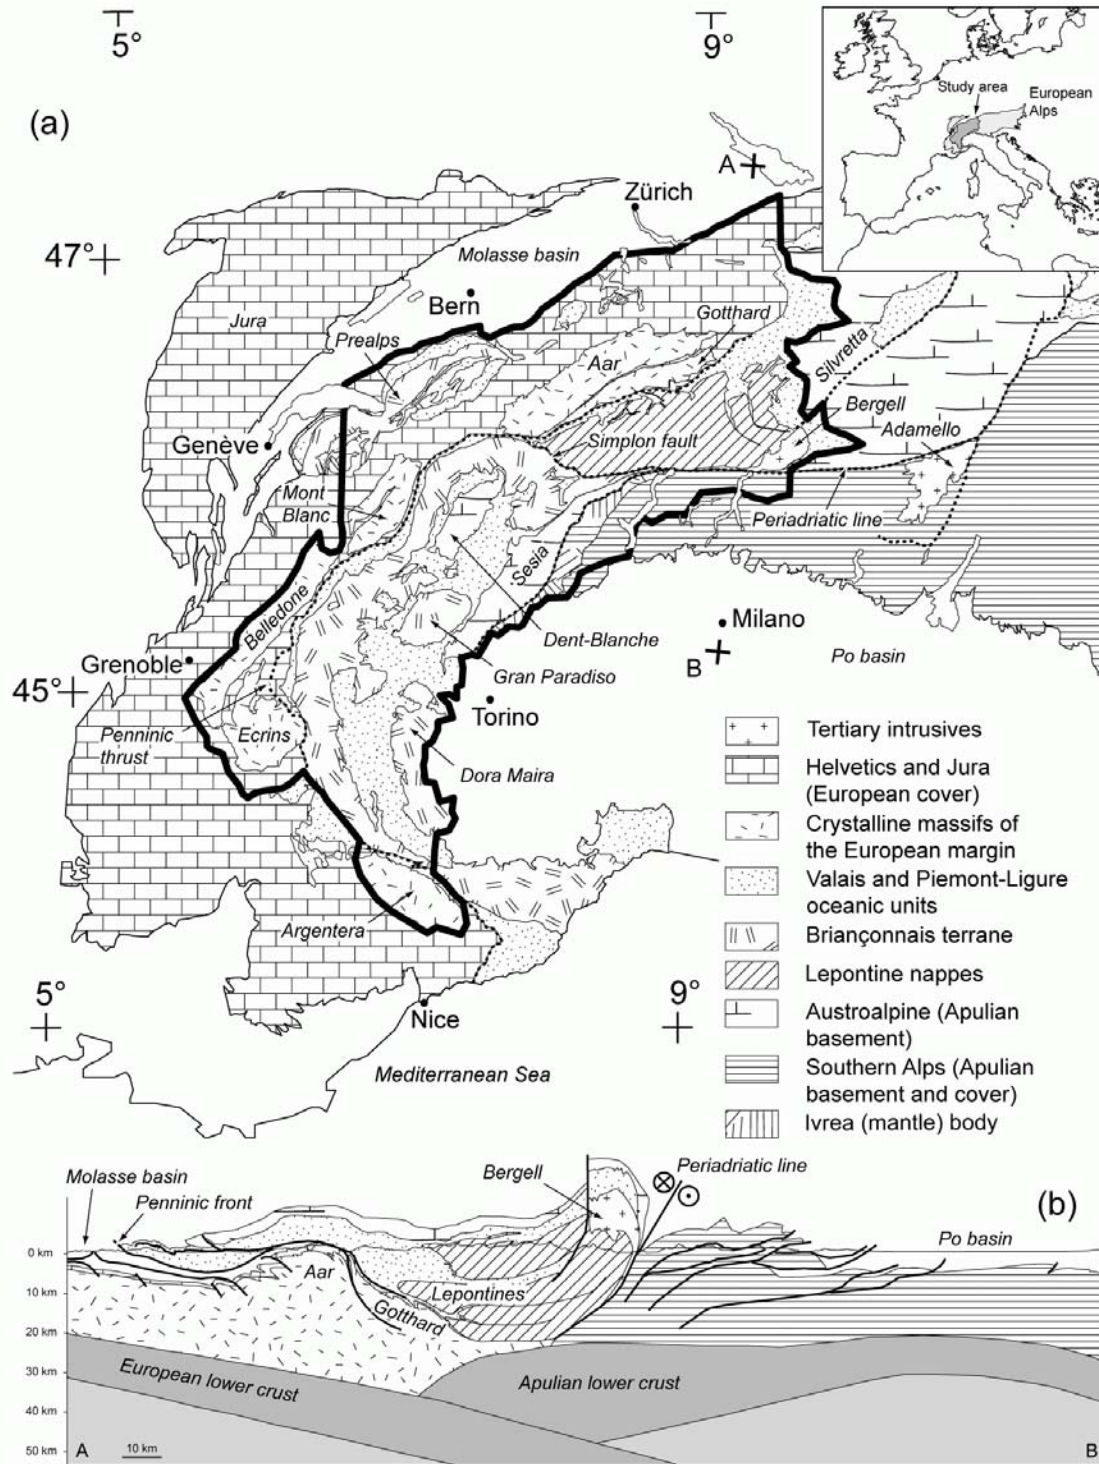 5°
9°
(a)
Study area
European
Alps
A
Zürich
47°
Molasse basin
Bern
Jura
Gotthard
Prealps
Aar
Silvretta
Bergell
Adamello
Genève
Simplon fault
Mont
Blanc
Periadriatic line
Sesia
Belledone
Milano
Dent-Blanche
B
Po basin
Grenoble
Gran Paradiso
45°
Torino
Penninic
thrust
Ecrins
Dora Maira
Argentera
5°
9°
Nice
Mediterranean Sea
Tertiary intrusives
Helvetics and Jura
(European cover)
Crystalline massifs of
the European margin
Valais and Piemont-Ligure
oceanic units
Briançonnais terrane
Lepontine nappes
Austroalpine (Apulian
basement)
Southern Alps (Apulian
basement and cover)
Ivrea (mantle) body
(b)
Molasse basin
Penninic front
Bergell
Periadriatic line
Po basin
0 km
10 km
20 km
30 km
40 km
50 km
Aar
Gotthard
Lepontines
European lower crust
Apulian lower crust
A
10 km
B